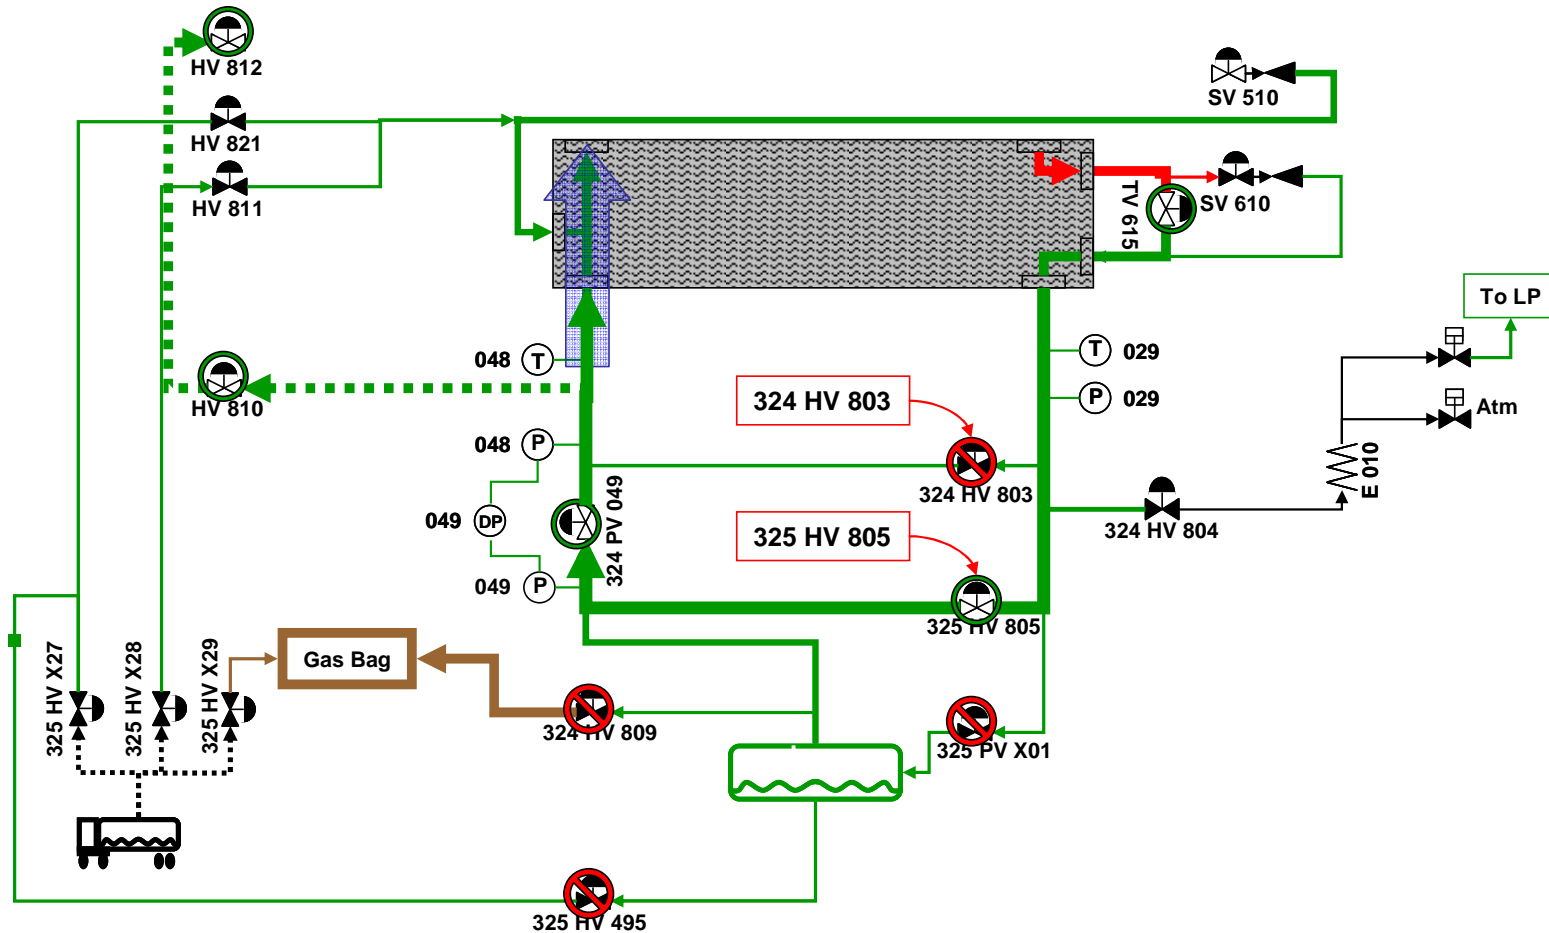 HV 812
SV 510
HV 821
HV 811
TV 615
SV 610
To LP
048 T
T 029
HV 810
324 HV 803
P 029
Atm
048 P
324 HV 803
E 010
324 PV 049
049 DP
325 HV 805
324 HV 804
049 P
325 HV 805
325 HV X27
325 HV X28
325 HV X29
Gas Bag
324 HV 809
325 PV X01
325 HV 495